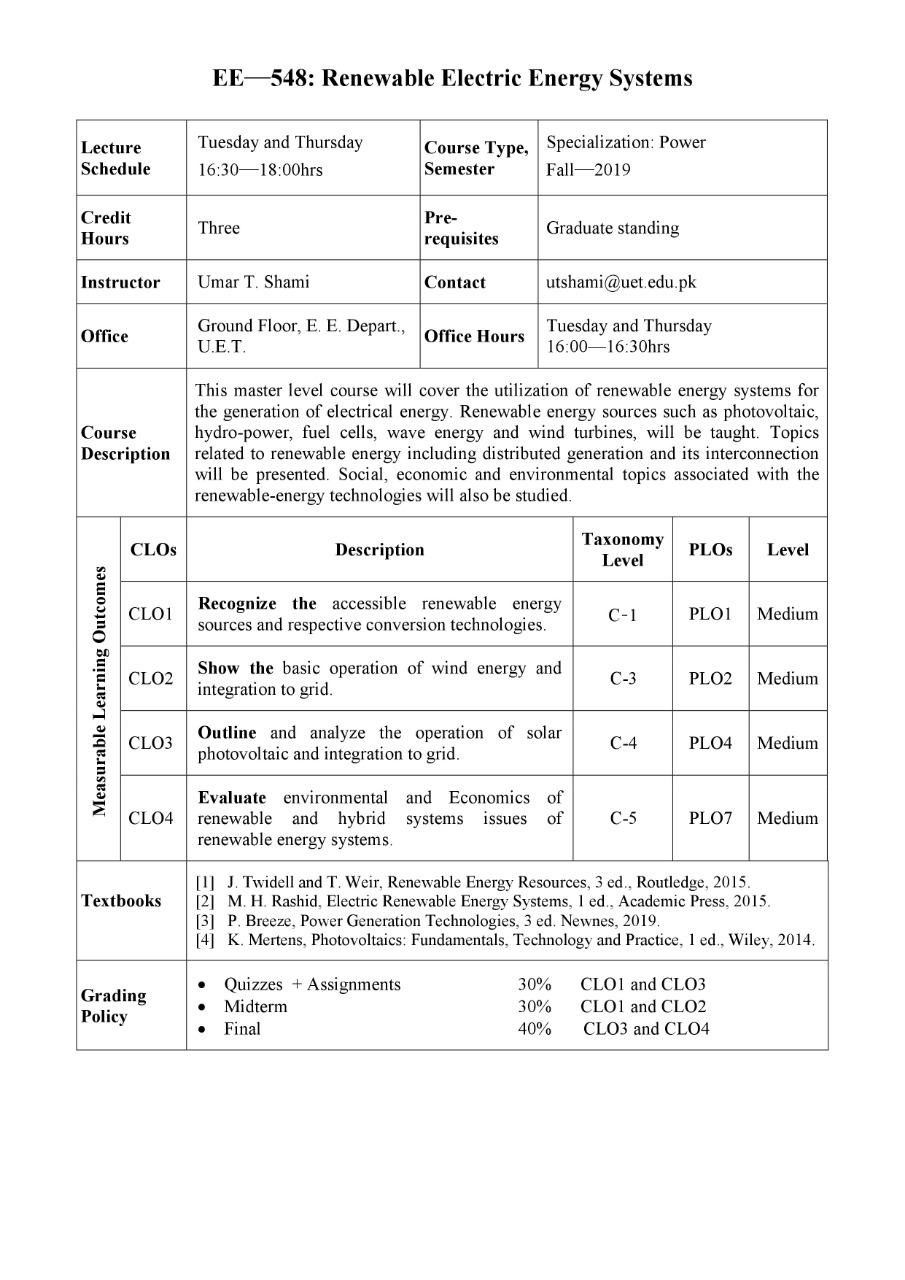 EE—548: Renewable Electric Energy Systems
Lecture Schedule
Tuesday and Thursday
16:30—18:00hrs
Course Type, Semester
Specialization: Power
Fall—2019
Credit Hours
Three
Pre-requisites
Graduate standing
Instructor
Umar T. Shami
Contact
utshami@uet.edu.pk
Office
Ground Floor, E. E. Depart.,
U.E.T.
Office Hours
Tuesday and Thursday
16:00—16:30hrs
Course Description
This master level course will cover the utilization of renewable energy systems for
the generation of electrical energy. Renewable energy sources such as photovoltaic,
hydro-power, fuel cells, wave energy and wind turbines, will be taught. Topics
related to renewable energy including distributed generation and its interconnection
will be presented. Social, economic and environmental topics associated with the
renewable-energy technologies will also be studied.
Measurable Learning Outcomes
CLOs
Description
Taxonomy Level
PLOs
Level
CLO1
Recognize the accessible renewable energy
sources and respective conversion technologies.
C-1
PLO1
Medium
CLO2
Show the basic operation of wind energy and
integration to grid.
C-3
PLO2
Medium
CLO3
Outline and analyze the operation of solar
photovoltaic and integration to grid.
C-4
PLO4
Medium
CLO4
Evaluate environmental and Economics of
renewable and hybrid systems issues of
renewable energy systems.
C-5
PLO7
Medium
Textbooks
[1] J. Twidell and T. Weir, Renewable Energy Resources, 3 ed., Routledge, 2015.
[2] M. H. Rashid, Electric Renewable Energy Systems, 1 ed., Academic Press, 2015.
[3] P. Breeze, Power Generation Technologies, 3 ed. Newnes, 2019.
[4] K. Mertens, Photovoltaics: Fundamentals, Technology and Practice, 1 ed., Wiley, 2014.
Grading Policy
• Quizzes + Assignments 30% CLO1 and CLO3
• Midterm 30% CLO1 and CLO2
• Final 40% CLO3 and CLO4